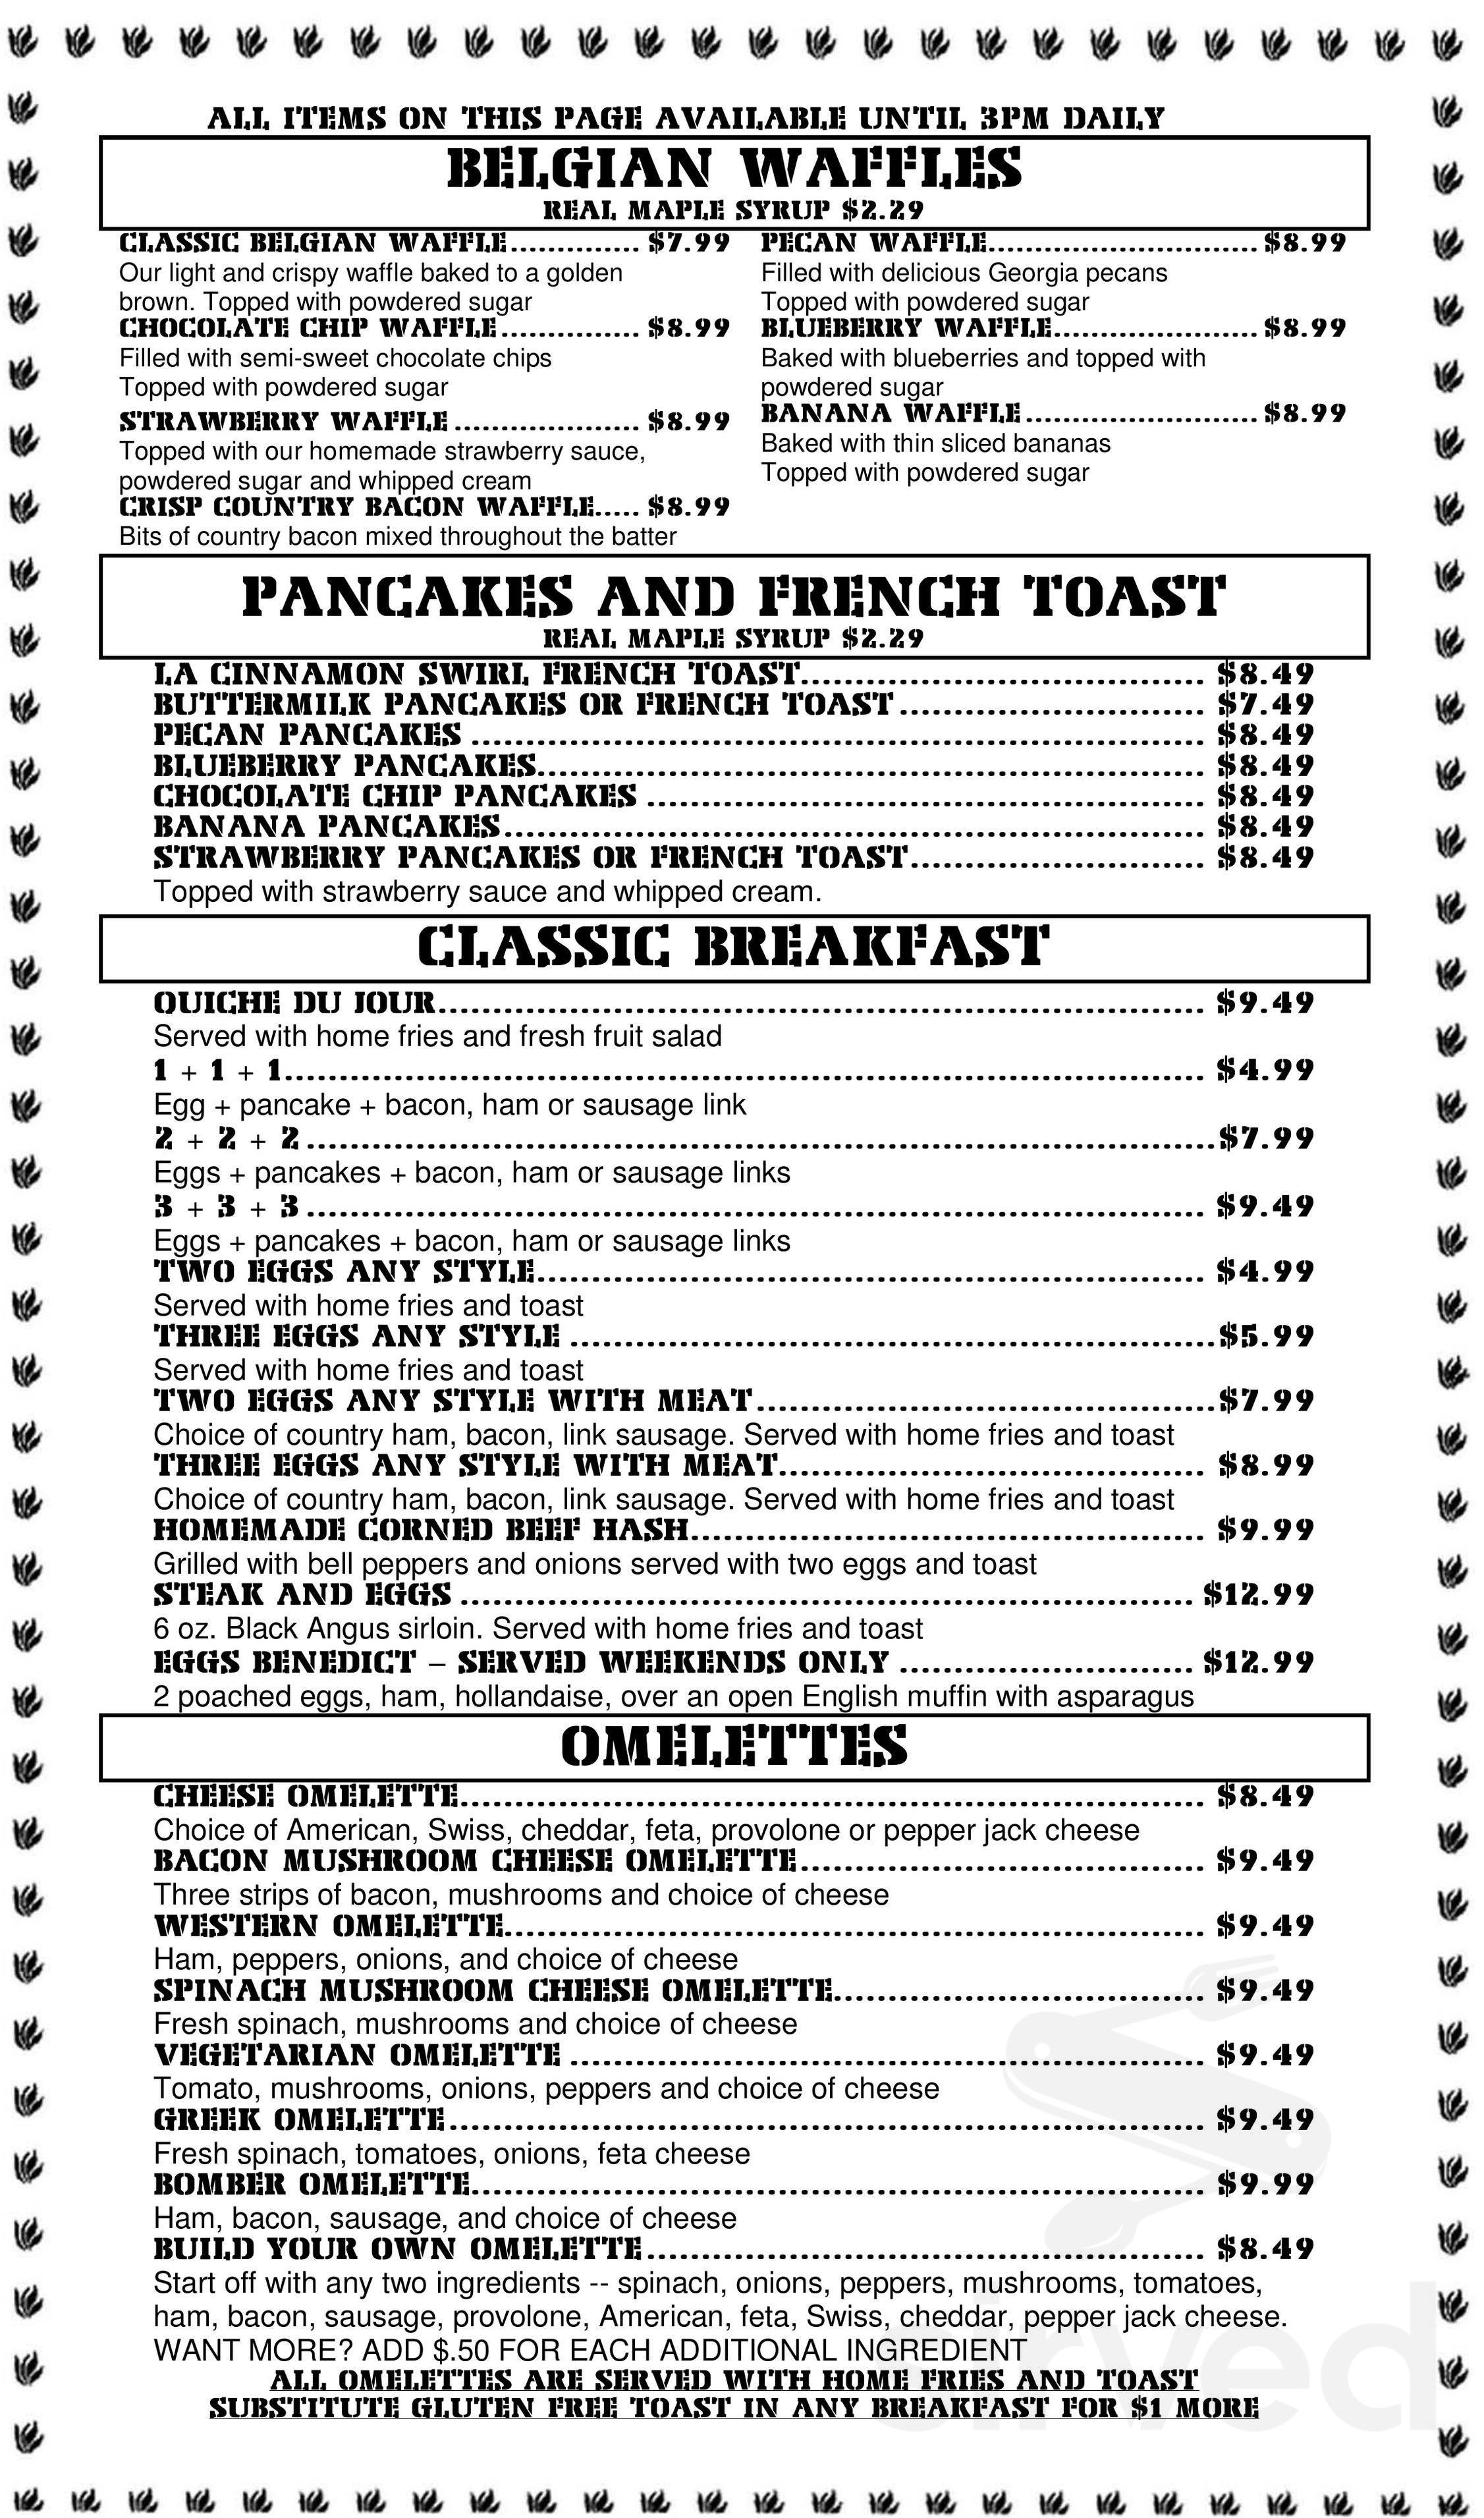 ALL ITEMS ON THIS PAGE AVAILABLE UNTIL 3PM DAILY
BELGIAN WAFFLES
REAL MAPLE SYRUP $2.29
CLASSIC BELGIAN WAFFLE.............. $7.99
Our light and crispy waffle baked to a golden
brown. Topped with powdered sugar
CHOCOLATE CHIP WAFFLE............... $8.99
Filled with semi-sweet chocolate chips
Topped with powdered sugar
STRAWBERRY WAFFLE.................... $8.99
Topped with our homemade strawberry sauce,
powdered sugar and whipped cream
CRISP COUNTRY BACON WAFFLE..... $8.99
Bits of country bacon mixed throughout the batter
PECAN WAFFLE............................. $8.99
Filled with delicious Georgia pecans
Topped with powdered sugar
BLUEBERRY WAFFLE...................... $8.99
Baked with blueberries and topped with
powdered sugar
BANANA WAFFLE......................... $8.99
Baked with thin sliced bananas
Topped with powdered sugar
PANCAKES AND FRENCH TOAST
REAL MAPLE SYRUP $2.29
LA CINNAMON SWIRL FRENCH TOAST..................................... $8.49
BUTTERMILK PANCAKES OR FRENCH TOAST............................ $7.49
PECAN PANCAKES ................................................................... $8.49
BLUEBERRY PANCAKES............................................................. $8.49
CHOCOLATE CHIP PANCAKES ................................................... $8.49
BANANA PANCAKES................................................................ $8.49
STRAWBERRY PANCAKES OR FRENCH TOAST........................... $8.49
Topped with strawberry sauce and whipped cream.
CLASSIC BREAKFAST
QUICHE DU JOUR...................................................................... $9.49
Served with home fries and fresh fruit salad
1 + 1 + 1.................................................................................... $4.99
Egg + pancake + bacon, ham or sausage link
2 + 2 + 2...................................................................................$7.99
Eggs + pancakes + bacon, ham or sausage links
3 + 3 + 3.................................................................................. $9.49
Eggs + pancakes + bacon, ham or sausage links
TWO EGGS ANY STYLE............................................................. $4.99
Served with home fries and toast
THREE EGGS ANY STYLE ...........................................................$5.99
Served with home fries and toast
TWO EGGS ANY STYLE WITH MEAT..........................................$7.99
Choice of country ham, bacon, link sausage. Served with home fries and toast
THREE EGGS ANY STYLE WITH MEAT....................................... $8.99
Choice of country ham, bacon, link sausage. Served with home fries and toast
HOMEMADE CORNED BEEF HASH............................................... $9.99
Grilled with bell peppers and onions served with two eggs and toast
STEAK AND EGGS ................................................................... $12.99
6 oz. Black Angus sirloin. Served with home fries and toast
EGGS BENEDICT – SERVED WEEKENDS ONLY ........................... $12.99
2 poached eggs, ham, hollandaise, over an open English muffin with asparagus
OMELETTES
CHEESE OMELETTE.................................................................... $8.49
Choice of American, Swiss, cheddar, feta, provolone or pepper jack cheese
BACON MUSHROOM CHEESE OMELETTE..................................... $9.49
Three strips of bacon, mushrooms and choice of cheese
WESTERN OMELETTE................................................................ $9.49
Ham, peppers, onions, and choice of cheese
SPINACH MUSHROOM CHEESE OMELETTE.................................. $9.49
Fresh spinach, mushrooms and choice of cheese
VEGETARIAN OMELETTE .......................................................... $9.49
Tomato, mushrooms, onions, peppers and choice of cheese
GREEK OMELETTE..................................................................... $9.49
Fresh spinach, tomatoes, onions, feta cheese
BOMBER OMELETTE................................................................... $9.99
Ham, bacon, sausage, and choice of cheese
BUILD YOUR OWN OMELETTE................................................... $8.49
Start off with any two ingredients -- spinach, onions, peppers, mushrooms, tomatoes,
ham, bacon, sausage, provolone, American, feta, Swiss, cheddar, pepper jack cheese.
WANT MORE? ADD $.50 FOR EACH ADDITIONAL INGREDIENT
ALL OMELETTES ARE SERVED WITH HOME FRIES AND TOAST
SUBSTITUTE GLUTEN FREE TOAST IN ANY BREAKFAST FOR $1 MORE
sirved